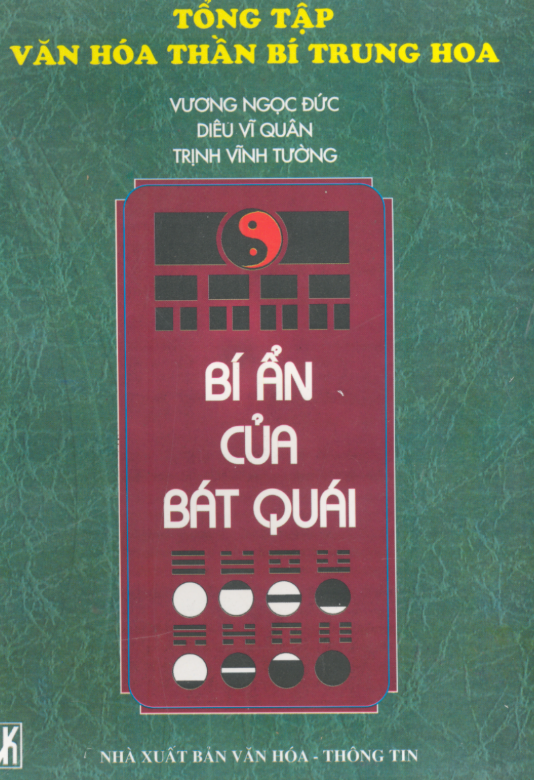 TỔNG TẬP
VĂN HÓA THẦN BÍ TRUNG HOA
VƯƠNG NGỌC ĐỨC
DIÊU VĨ QUÂN
TRỊNH VĨNH TƯỜNG
BÍ ẨN
CỦA
BÁT QUÁI
NHÀ XUẤT BẢN VĂN HÓA - THÔNG TIN